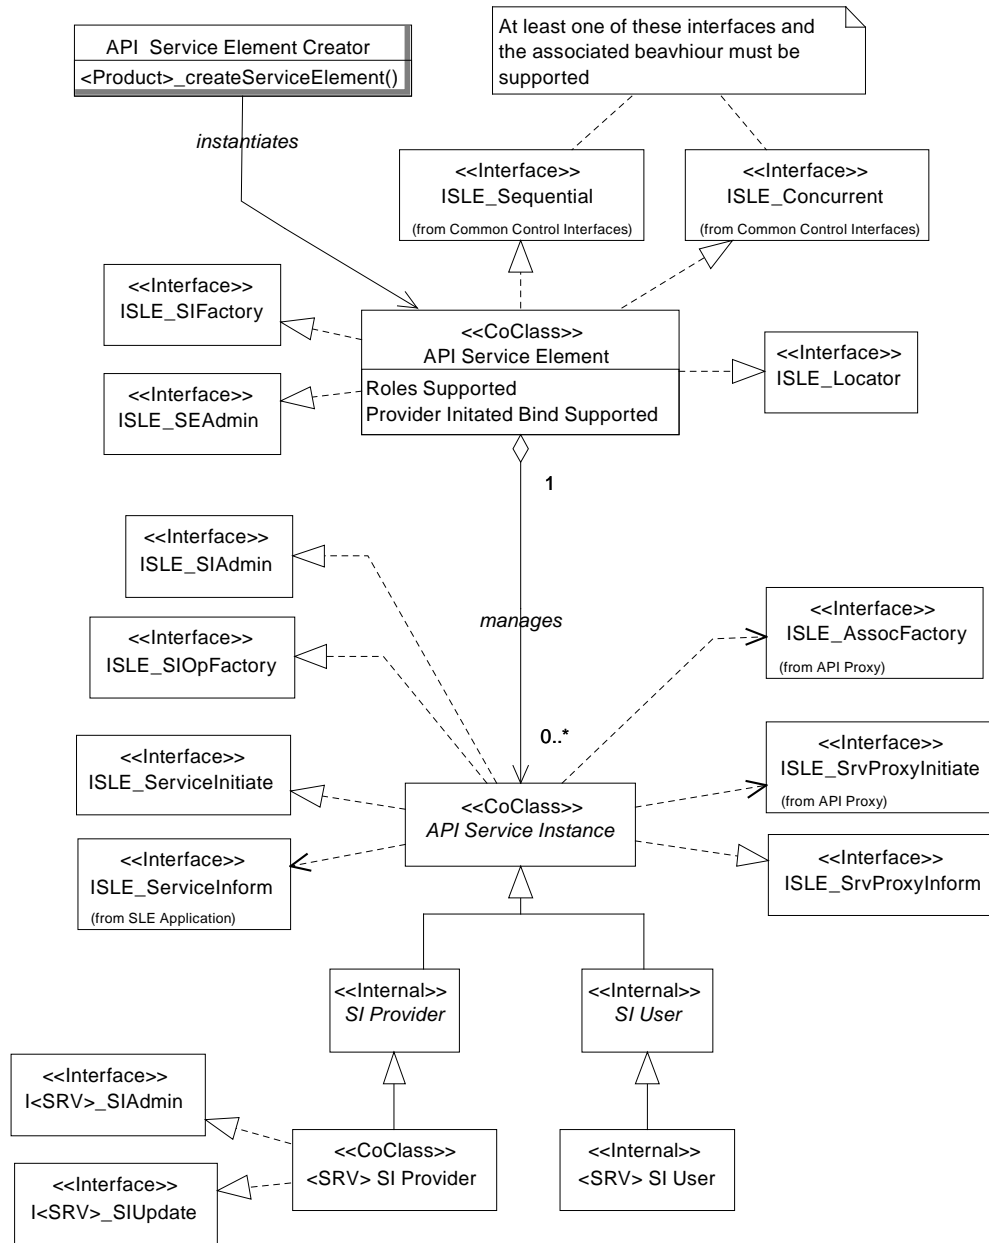 API  Service Element Creator
<Product>_createServiceElement()
At least one of these interfaces and
the associated beavhiour must be
supported
instantiates
<<Interface>>
ISLE_Sequential
(from Common Control Interfaces)
<<Interface>>
ISLE_Concurrent
(from Common Control Interfaces)
<<Interface>>
ISLE_SIFactory
<<CoClass>>
API Service Element
Roles Supported
Provider Initated Bind Supported
<<Interface>>
ISLE_Locator
<<Interface>>
ISLE_SEAdmin
1
<<Interface>>
ISLE_SIAdmin
manages
<<Interface>>
ISLE_AssocFactory
(from API Proxy)
<<Interface>>
ISLE_SIOpFactory
0..*
<<Interface>>
ISLE_ServiceInitiate
<<Interface>>
ISLE_SrvProxyInitiate
(from API Proxy)
<<CoClass>>
API Service Instance
<<Interface>>
ISLE_ServiceInform
(from SLE Application)
<<Interface>>
ISLE_SrvProxyInform
<<Internal>>
SI Provider
<<Internal>>
SI User
<<Interface>>
I<SRV>_SIAdmin
<<CoClass>>
<SRV> SI Provider
<<Internal>>
<SRV> SI User
<<Interface>>
I<SRV>_SIUpdate